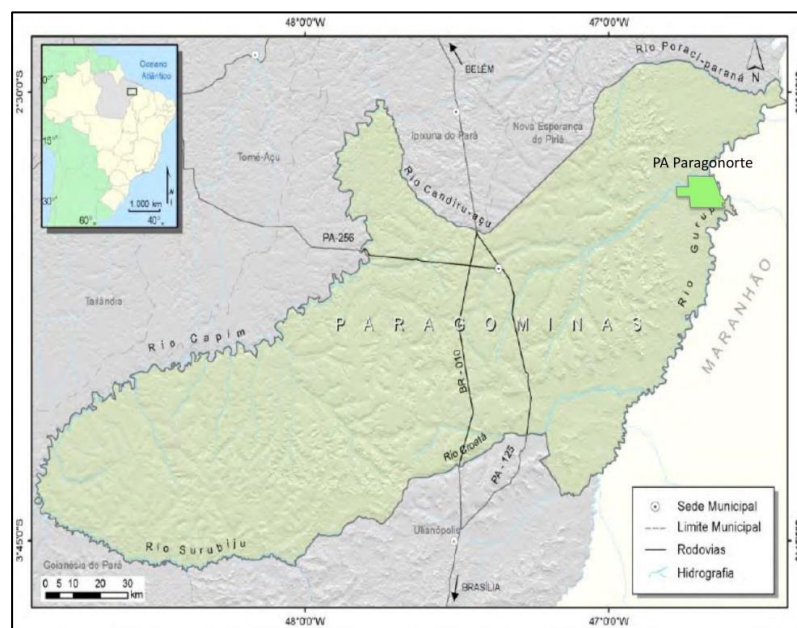 48°0'0"W
47°0'0"W
Oceano
Atlântico
0°
15°
30°
1.000 km
N
60°
40°
2°30'0"S
BELÉM
Rio Poraci-paraná
N
Ipixuna do Pará
Nova Esperança
do Piriá
Tomé-Açu
PA Paragonorte
Rio Candiru-açu
Rio Gurupi
PA-256
MARANHÃO
Tailândia
Rio Capim
PARAGOMINAS
BR-010
Rio Croatá
PA - 125
Ulianópolis
3°45'0"S
Rio Surubiju
Goianésia do Pará
0 5 10 20 30
km
BRASÍLIA
Sede Municipal
Limite Municipal
Rodovias
Hidrografia
48°0'0"W
47°0'0"W